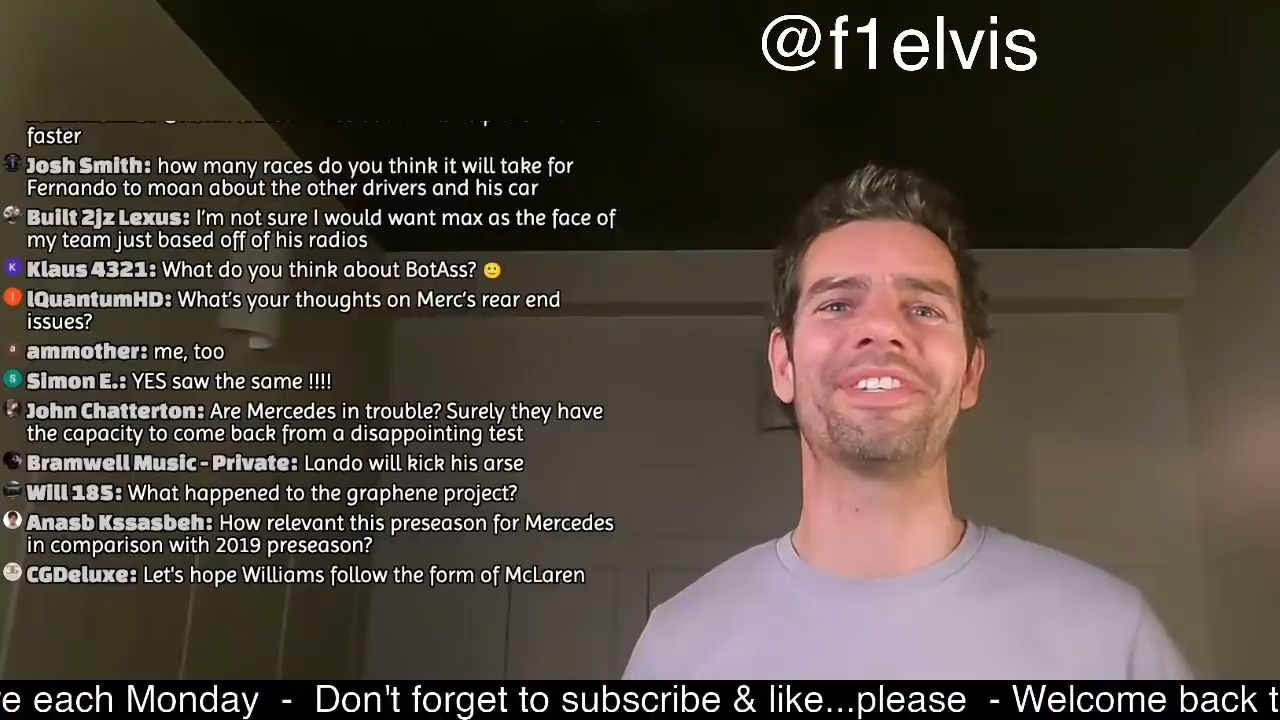 @f1elvis
faster
Josh Smith: how many races do you think it will take for
Fernando to moan about the other drivers and his car
Built 2jz Lexus: I'm not sure I would want max as the face of
my team just based off of his radios
K Klaus 4321: What do you think about BotAss? 🙂
l lQuantumHD: What's your thoughts on Merc's rear end
issues?
a ammother: me, too
S Simon E.: YES saw the same !!!!
John Chatterton: Are Mercedes in trouble? Surely they have
the capacity to come back from a disappointing test
Bramwell Music - Private: Lando will kick his arse
Will 185: What happened to the graphene project?
Anasb Kssasbeh: How relevant this preseason for Mercedes
in comparison with 2019 preseason?
CGDeluxe: Let's hope Williams follow the form of McLaren
each Monday - Don't forget to subscribe & like...please - Welcome back